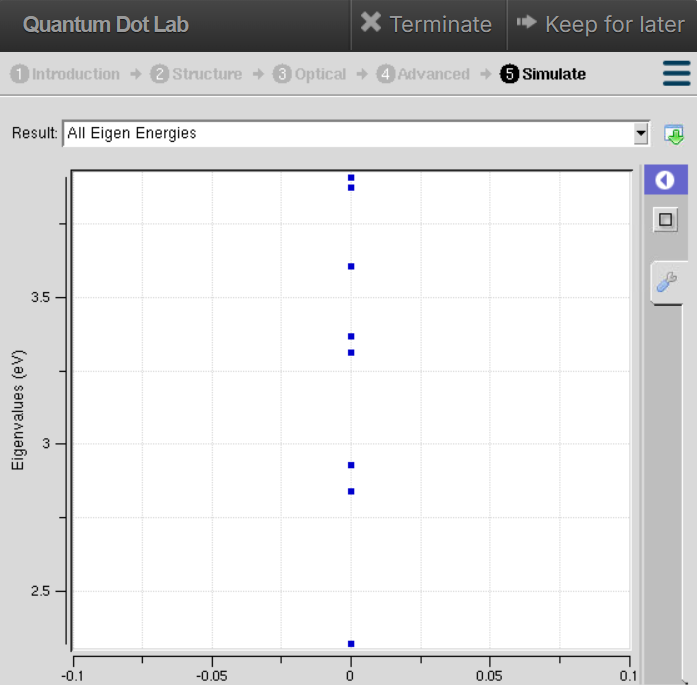 Quantum Dot Lab
Terminate
Keep for later
1 Introduction → 2 Structure → 3 Optical → 4 Advanced → 5 Simulate
Result: All Eigen Energies
3.5
3
2.5
Eigenvalues (eV)
-0.1 -0.05 0 0.05 0.1